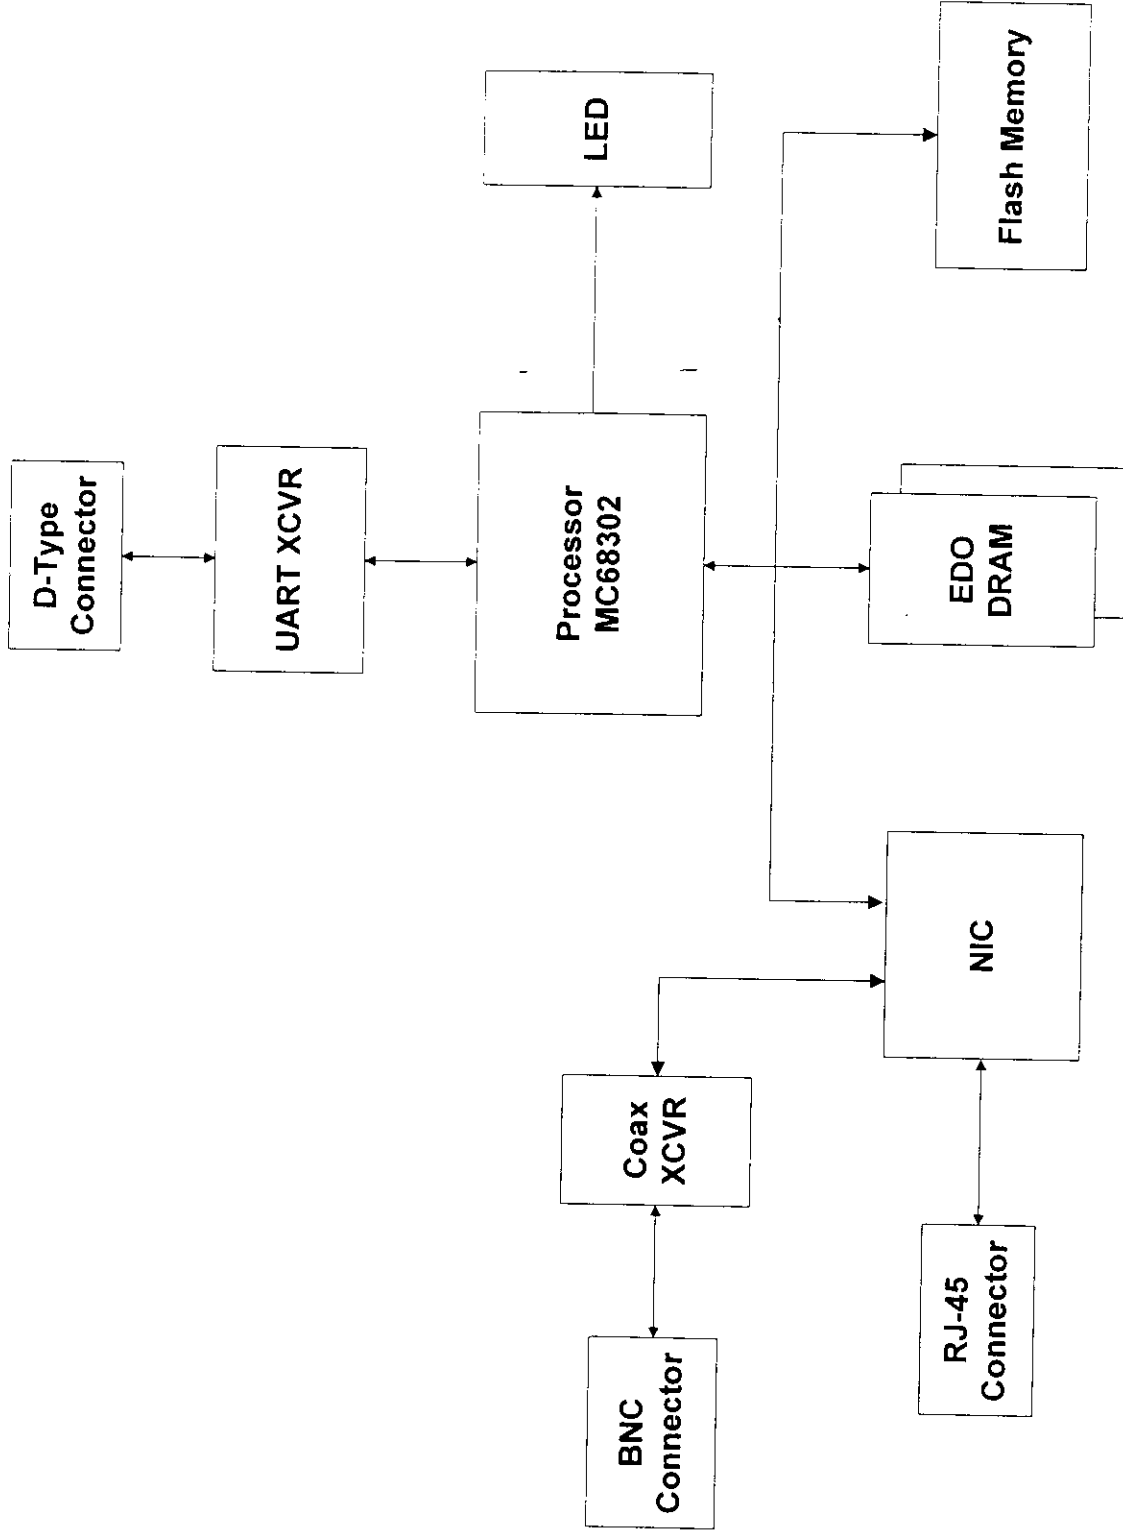 D-Type
Connector
UART XCVR
Processor
MC68302
LED
EDO
DRAM
Flash Memory
NIC
Coax
XCVR
BNC
Connector
RJ-45
Connector